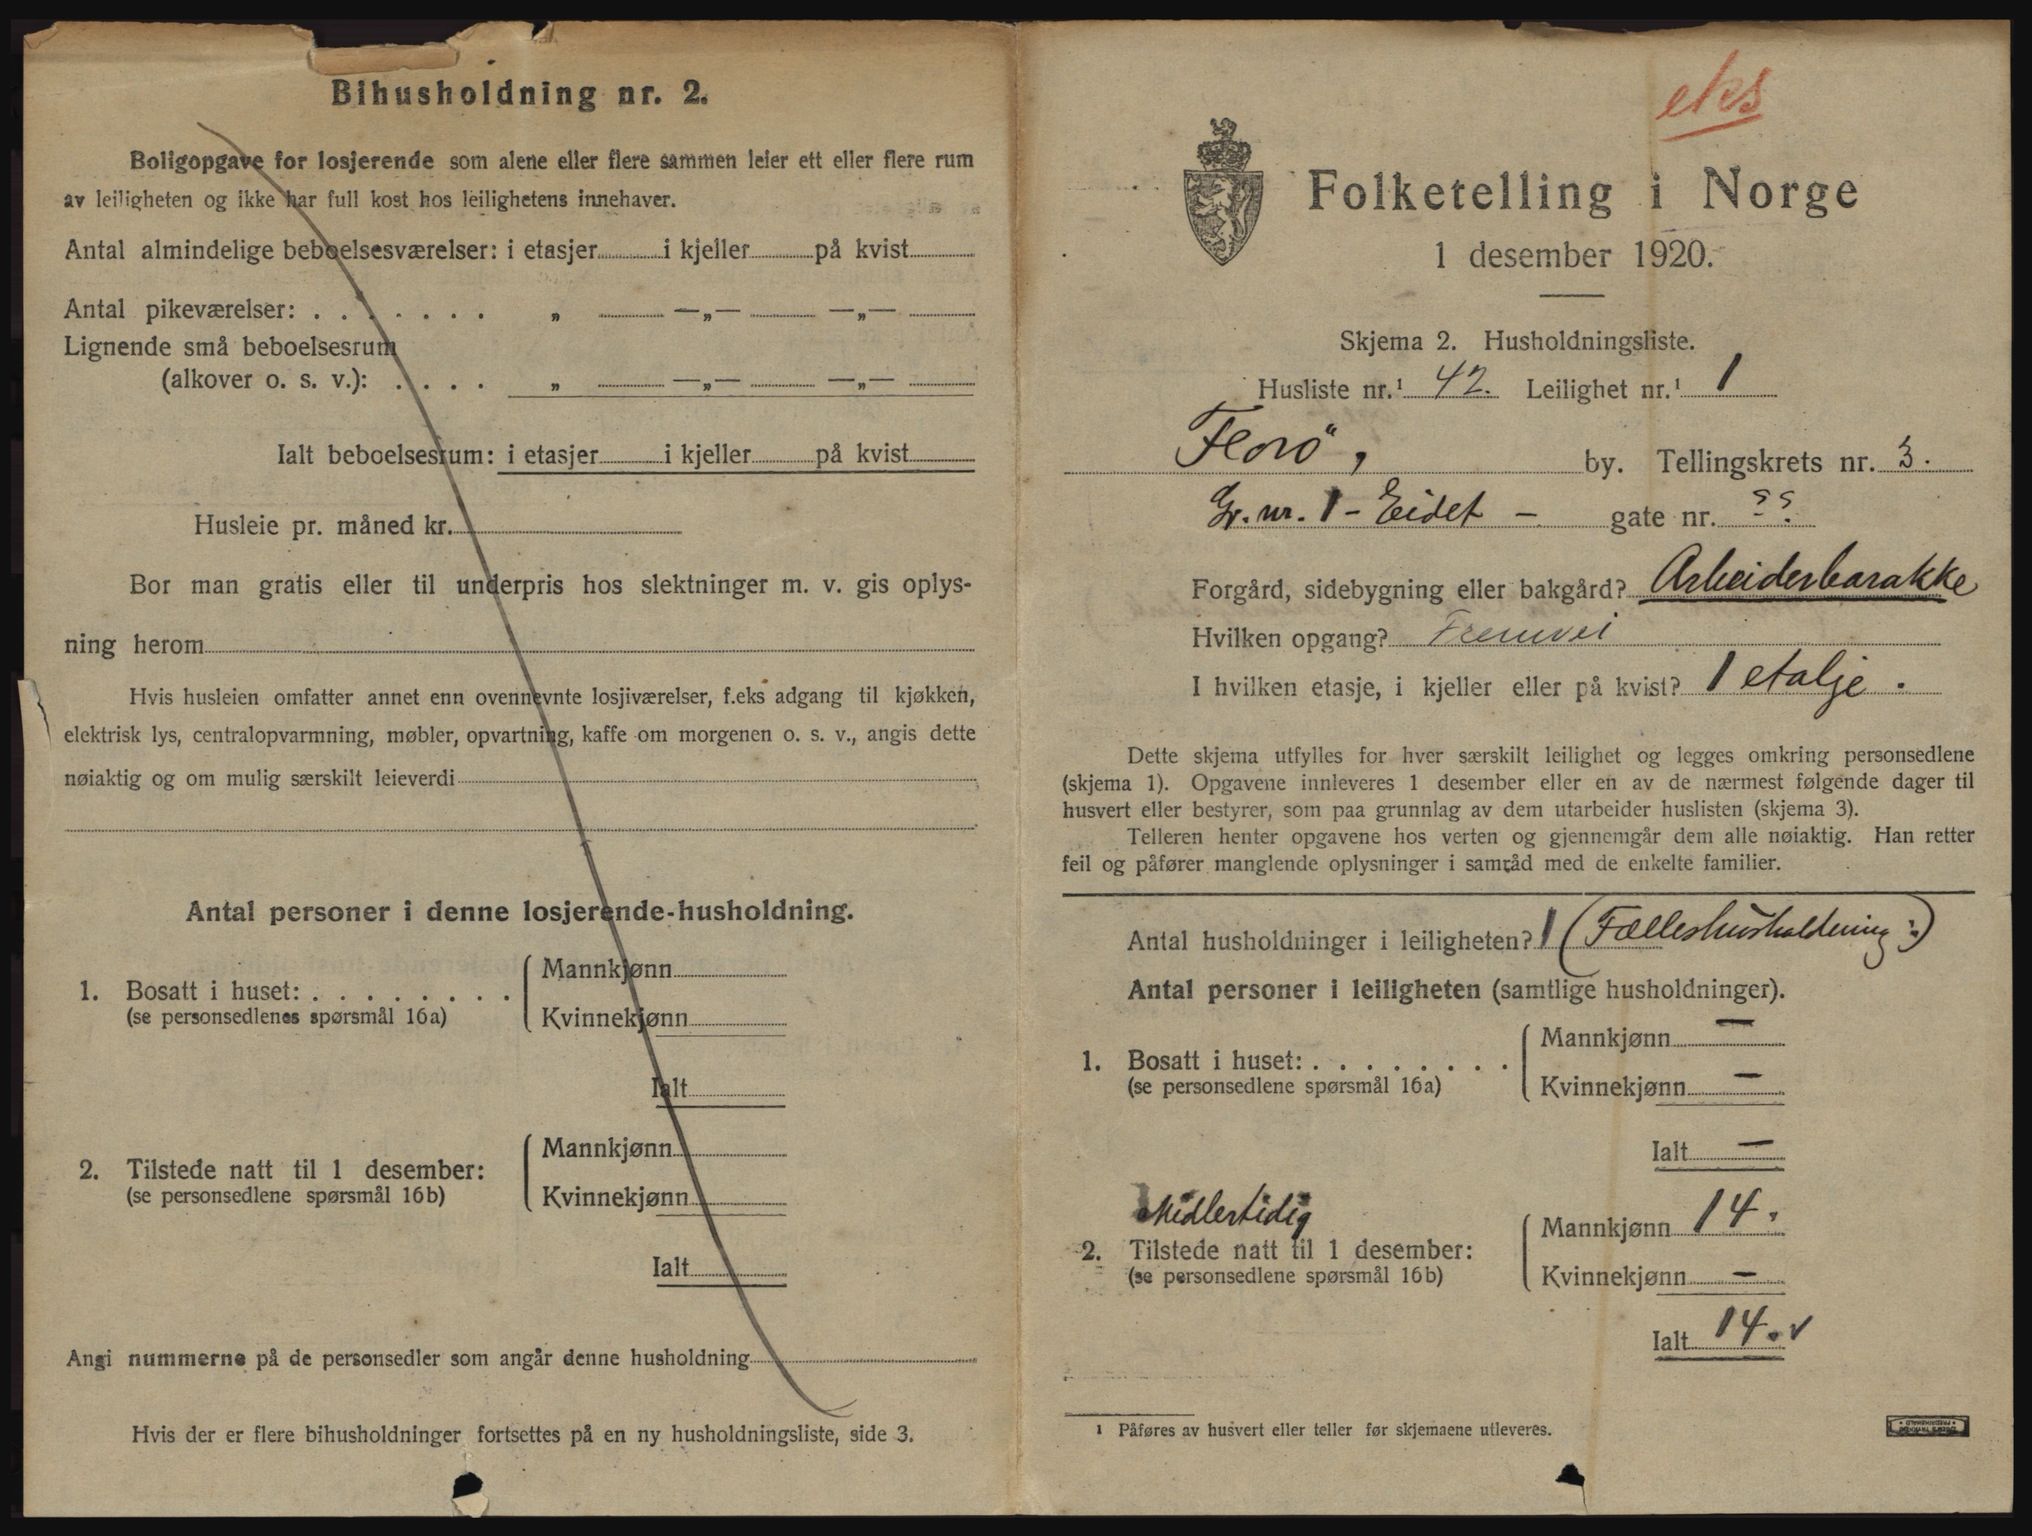 Bihusholdning nr. 2.
Boligopgave for losjerende som alene eller flere sammen leier ett eller flere rum
av leiligheten og ikke har full kost hos leilighetens innehaver.
Antal almindelige beboelsesværelser: i etasjer i kjeller på kvist
Antal pikeværelser: . . . . . . . „ —„— —„—
Lignende små beboelsesrum
(alkover o. s. v.): . . . . „ —„— —„—
Ialt beboelsesrum: i etasjer i kjeller på kvist
Husleie pr. måned kr.
Bor man gratis eller til underpris hos slektninger m. v. gis oplys-
ning herom
Hvis husleien omfatter annet enn ovennevnte losjiværelser, f.eks adgang til kjøkken,
elektrisk lys, centralopvarmning, møbler, opvartning, kaffe om morgenen o. s. v., angis dette
nøiaktig og om mulig særskilt leieverdi
Antal personer i denne losjerende-husholdning.
1. Bosatt i huset: . . . . . . . .
(se personsedlenes spørsmål 16a)
Mannkjønn
Kvinnekjønn
Ialt
2. Tilstede natt til 1 desember:
(se personsedlene spørsmål 16b)
Mannkjønn
Kvinnekjønn
Ialt
Angi nummerne på de personsedler som angår denne husholdning
Hvis der er flere bihusholdninger fortsettes på en ny husholdningsliste, side 3.
eks
Folketelling i Norge
1 desember 1920.
Skjema 2. Husholdningsliste.
Husliste nr.¹ 42. Leilighet nr.¹ 1
Florö, by. Tellingskrets nr. 3.
Gr. nr. 1 - Eidet - gate nr. ??
Forgård, sidebygning eller bakgård? Arbeiderbarakke
Hvilken opgang? Fremvei
I hvilken etasje, i kjeller eller på kvist? 1 etasje.
Dette skjema utfylles for hver særskilt leilighet og legges omkring personsedlene
(skjema 1). Opgavene innleveres 1 desember eller en av de nærmest følgende dager til
husvert eller bestyrer, som paa grunnlag av dem utarbeider huslisten (skjema 3).
Telleren henter opgavene hos verten og gjennemgår dem alle nøiaktig. Han retter
feil og påfører manglende oplysninger i samråd med de enkelte familier.
Antal husholdninger i leiligheten? 1 (Fælleshusholdning:)
Antal personer i leiligheten (samtlige husholdninger).
1. Bosatt i huset: . . . . . . . .
(se personsedlene spørsmål 16a)
Mannkjønn —
Kvinnekjønn —
Ialt —
Midlertidig
2. Tilstede natt til 1 desember:
(se personsedlene spørsmål 16b)
Mannkjønn 14.
Kvinnekjønn —
Ialt 14. v
¹ Påføres av husvert eller teller før skjemaene utleveres.